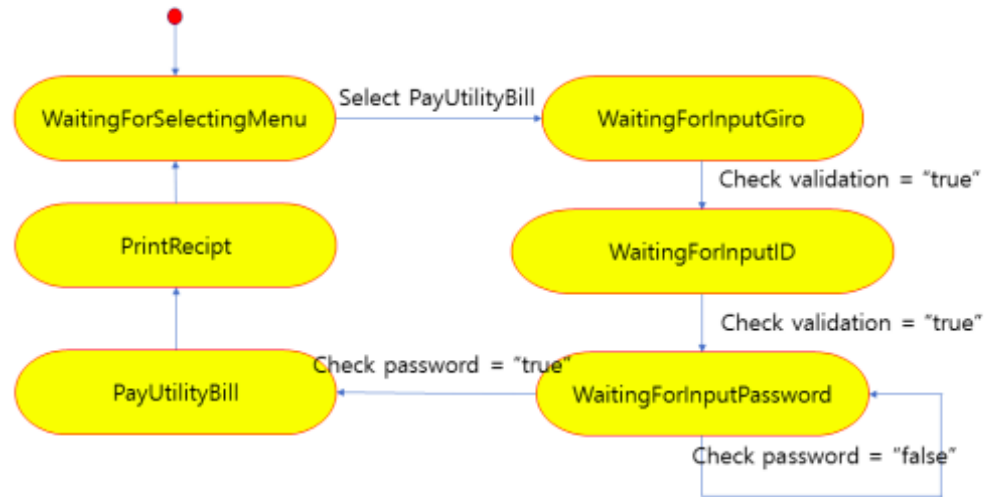 Select PayUtilityBill
WaitingForSelectingMenu
WaitingForInputGiro
Check validation = "true"
PrintRecipt
WaitingForInputID
Check validation = "true"
Check password = "true"
PayUtilityBill
WaitingForInputPassword
Check password = "false"